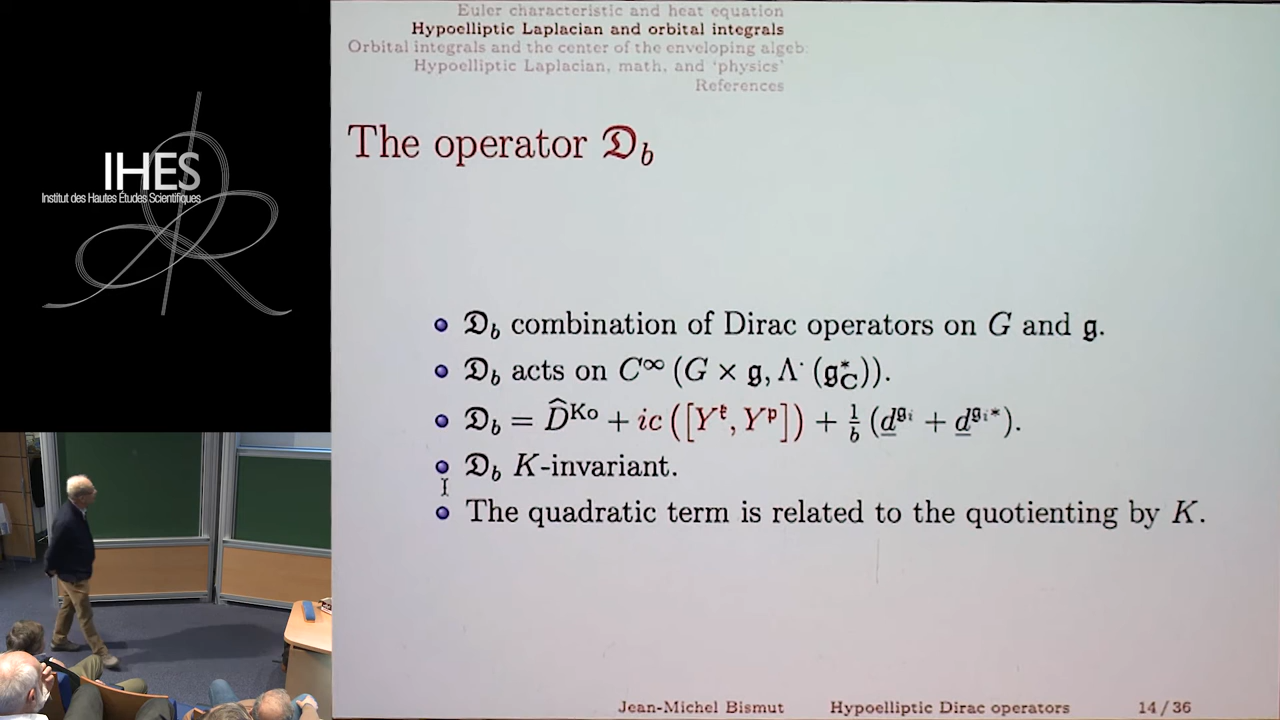 IHES
Institut des Hautes Études Scientifiques
Euler characteristic and heat equation
Hypoelliptic Laplacian and orbital integrals
Orbital integrals and the center of the enveloping algeb
Hypoelliptic Laplacian, math, and ‘physics’
References
The operator 𝔇_b
𝔇_b combination of Dirac operators on G and 𝔤.
𝔇_b acts on C^∞ (G × 𝔤, Λ^· (𝔤^*_C)).
𝔇_b = D̂^Ko + ic ([Y^𝔨, Y^𝔭]) + 1/b (d̲^{𝔤_i} + d̲^{𝔤_i*}).
𝔇_b K-invariant.
The quadratic term is related to the quotienting by K.
Jean-Michel Bismut Hypoelliptic Dirac operators 14 / 36